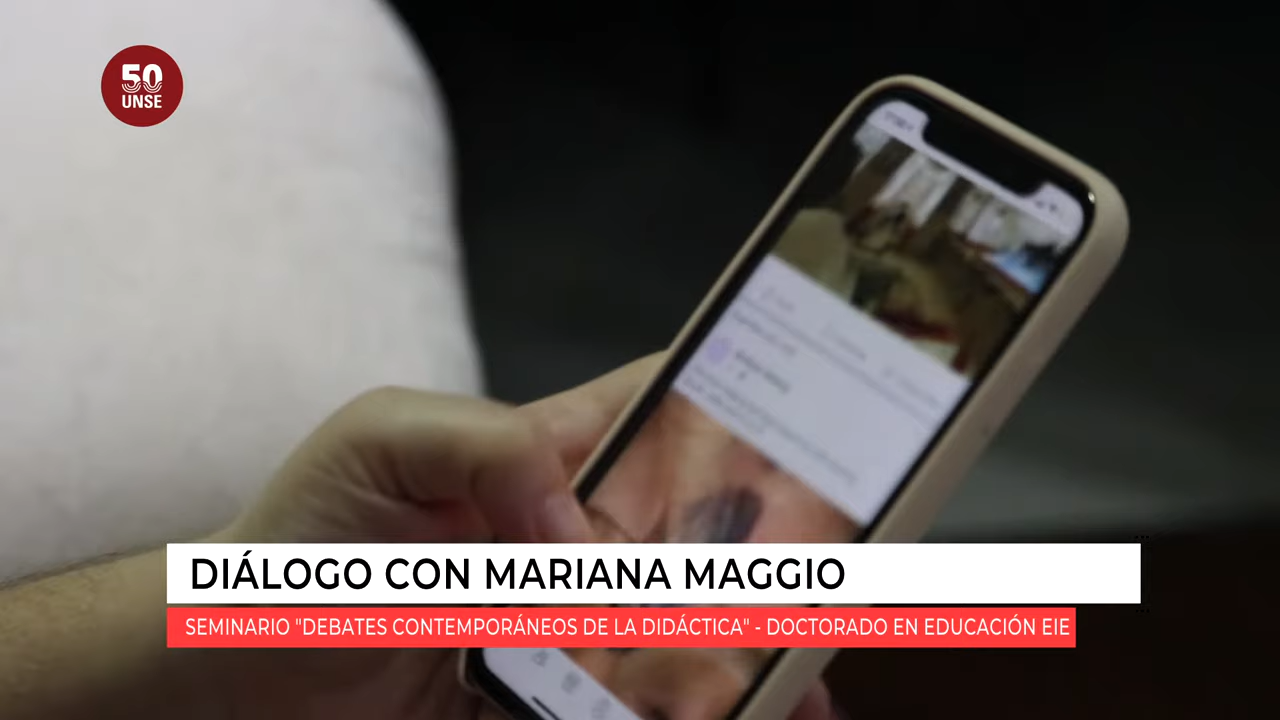 50
UNSE
DIÁLOGO CON MARIANA MAGGIO
SEMINARIO "DEBATES CONTEMPORÁNEOS DE LA DIDÁCTICA" - DOCTORADO EN EDUCACIÓN EIE